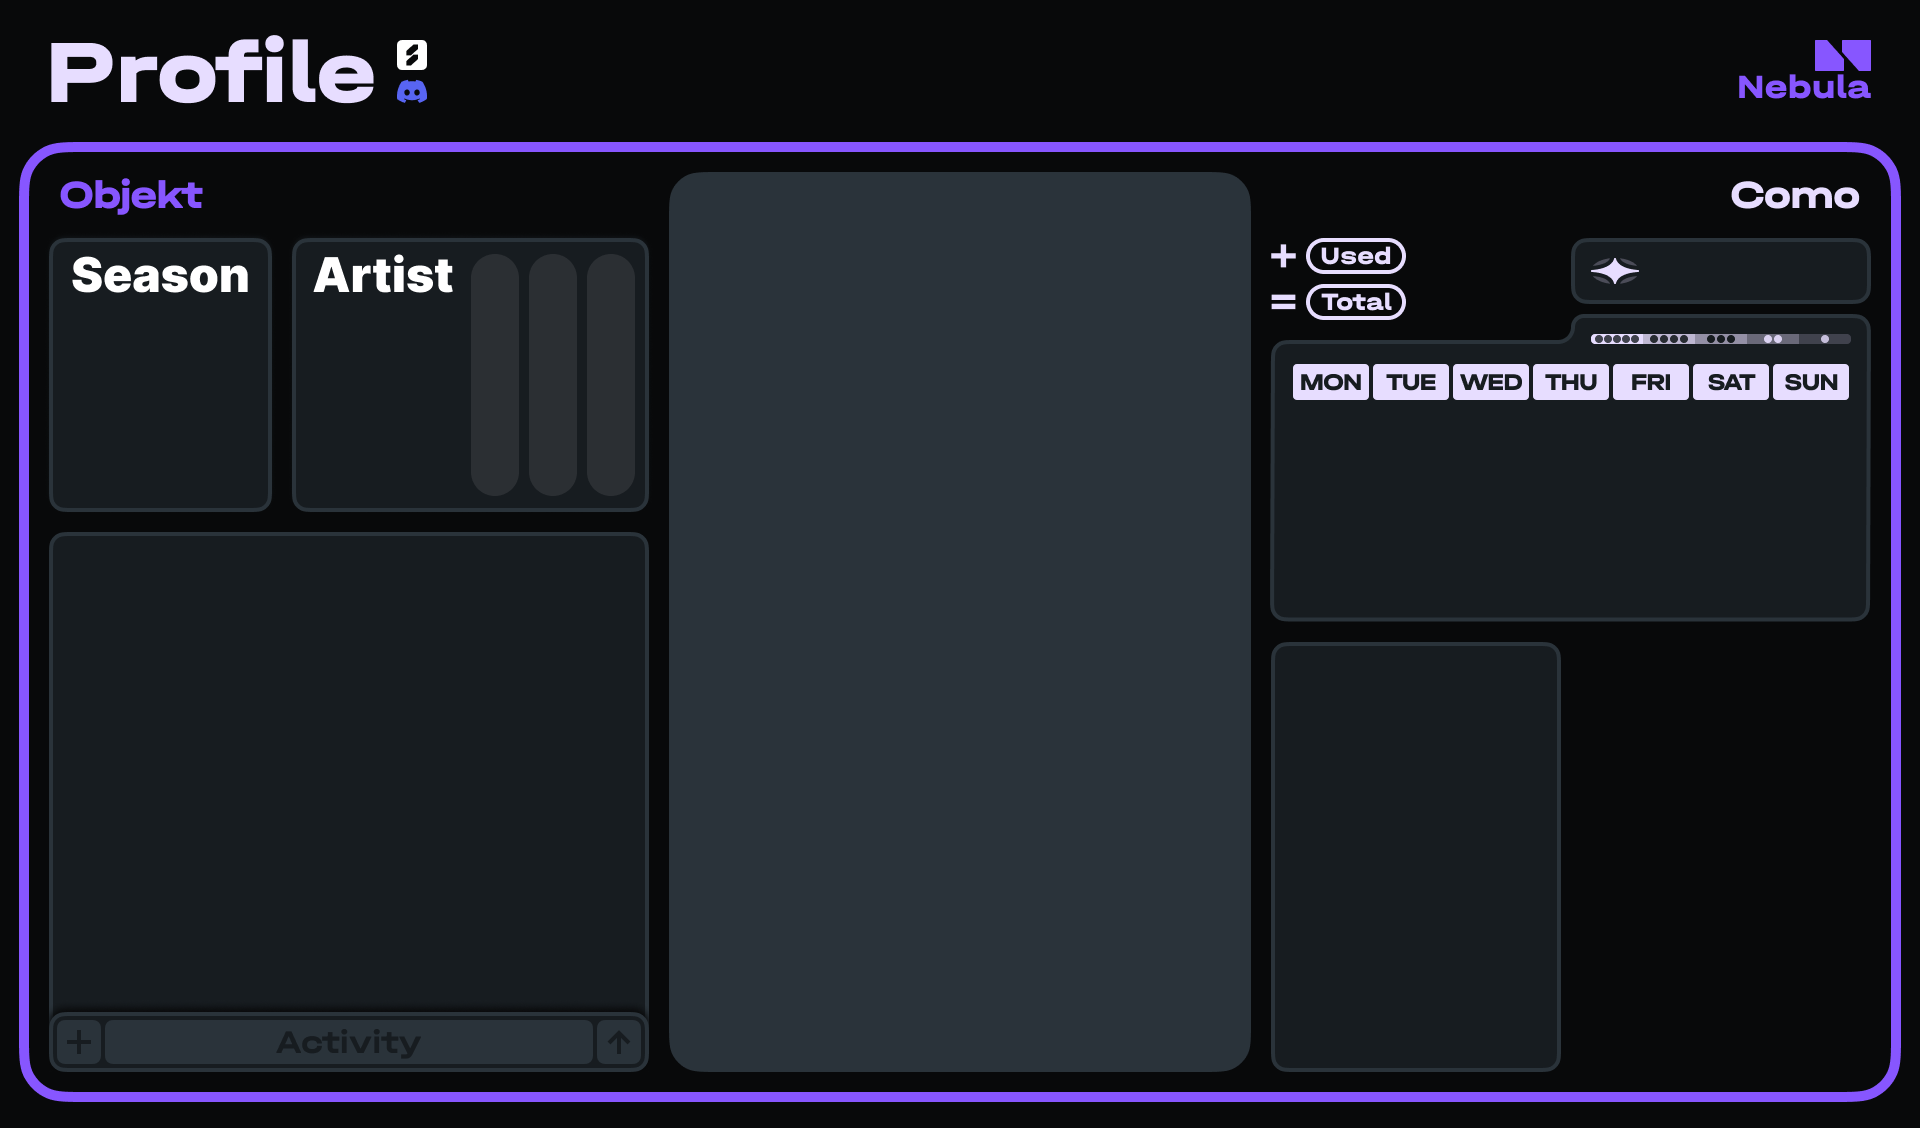 Profile
Nebula
Objekt
Season
Artist
Activity
Como
+ Used
= Total
MON TUE WED THU FRI SAT SUN